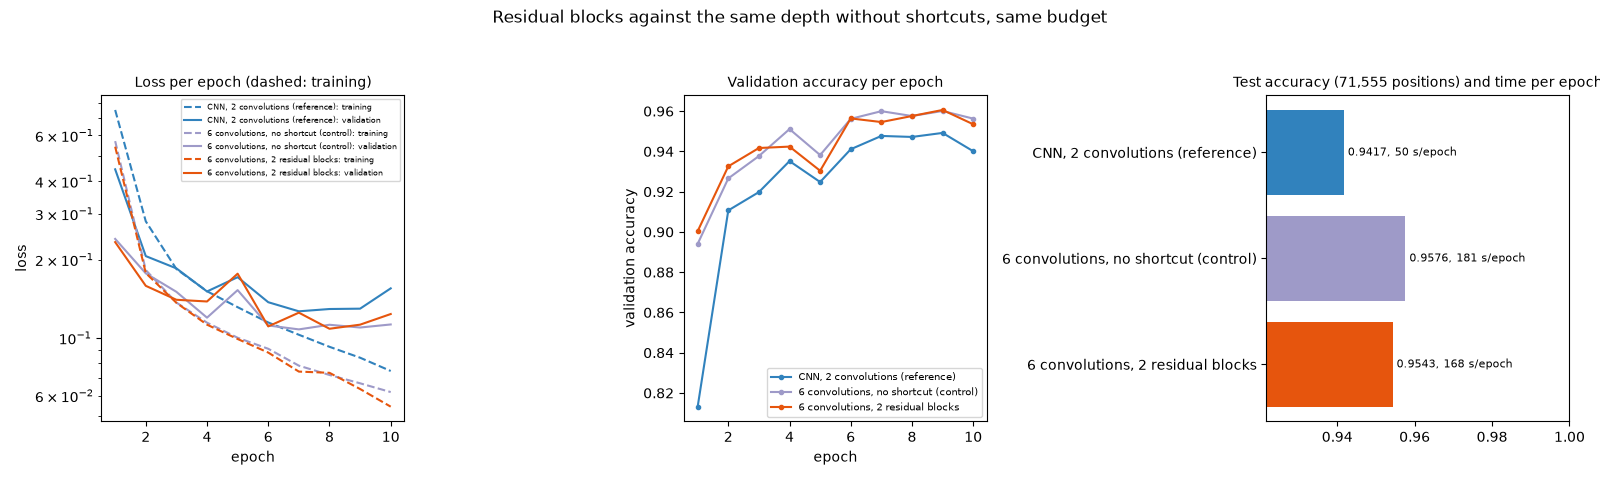 Residual blocks against the same depth without shortcuts, same budget
Loss per epoch (dashed: training)
CNN, 2 convolutions (reference): training
CNN, 2 convolutions (reference): validation
6 convolutions, no shortcut (control): training
6 convolutions, no shortcut (control): validation
6 convolutions, 2 residual blocks: training
6 convolutions, 2 residual blocks: validation
6 × 10⁻¹
4 × 10⁻¹
3 × 10⁻¹
2 × 10⁻¹
10⁻¹
6 × 10⁻²
loss
2 4 6 8 10
epoch
Validation accuracy per epoch
0.96
0.94
0.92
0.90
0.88
0.86
0.84
0.82
validation accuracy
CNN, 2 convolutions (reference)
6 convolutions, no shortcut (control)
6 convolutions, 2 residual blocks
2 4 6 8 10
epoch
Test accuracy (71,555 positions) and time per epoch
CNN, 2 convolutions (reference)
0.9417, 50 s/epoch
6 convolutions, no shortcut (control)
0.9576, 181 s/epoch
6 convolutions, 2 residual blocks
0.9543, 168 s/epoch
0.94 0.96 0.98 1.00